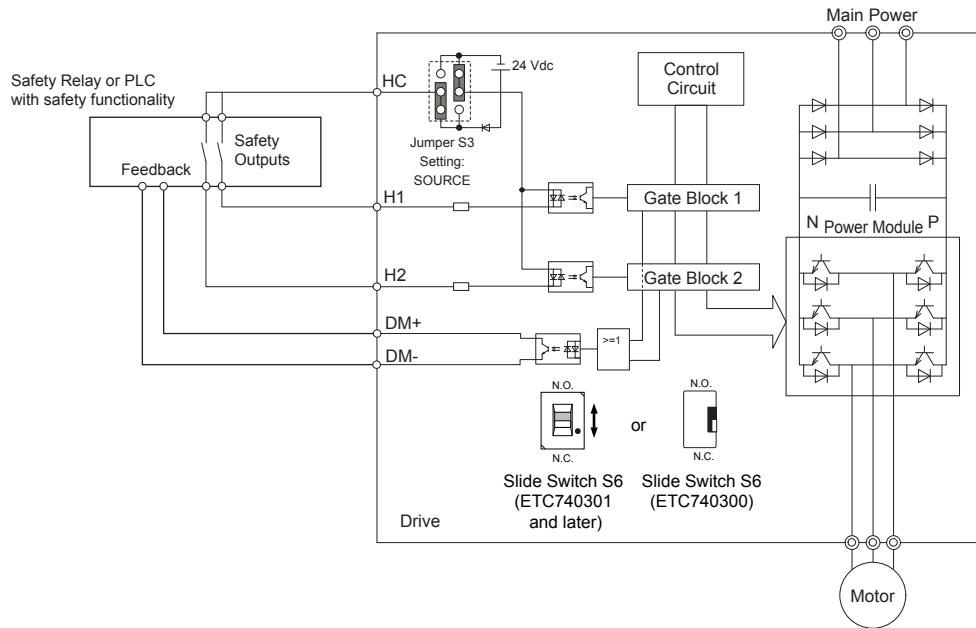 Main Power
Safety Relay or PLC
with safety functionality
HC
24 Vdc
Control
Circuit
Jumper S3
Setting:
SOURCE
Safety
Outputs
Feedback
H1
Gate Block 1
N
P
Power Module
H2
Gate Block 2
DM+
DM-
>=1
N.O.
N.C.
or
N.O.
N.C.
Slide Switch S6
(ETC740301
and later)
Slide Switch S6
(ETC740300)
Drive
Motor